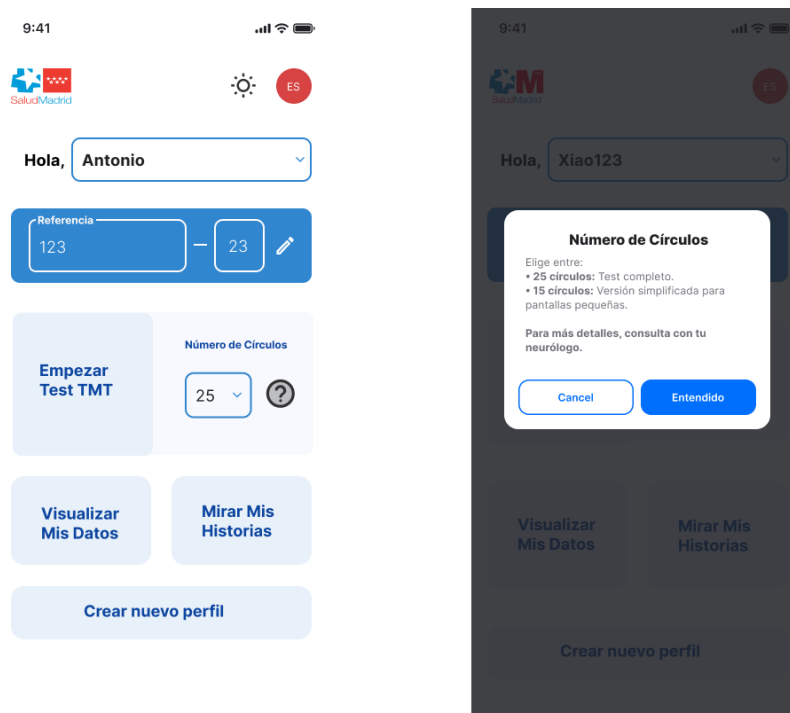 9:41
SaludMadrid
ES
Hola,
Antonio
Referencia
123
23
Empezar
Test TMT
Número de Círculos
25
?
Visualizar
Mis Datos
Mirar Mis
Historias
Crear nuevo perfil
9:41
M
SaludMadrid
ES
Hola,
Xiao123
Número de Círculos
Elige entre:
• 25 círculos: Test completo.
• 15 círculos: Versión simplificada para
pantallas pequeñas.
Para más detalles, consulta con tu
neurólogo.
Cancel
Entendido
Visualizar
Mis Datos
Mirar Mis
Historias
Crear nuevo perfil